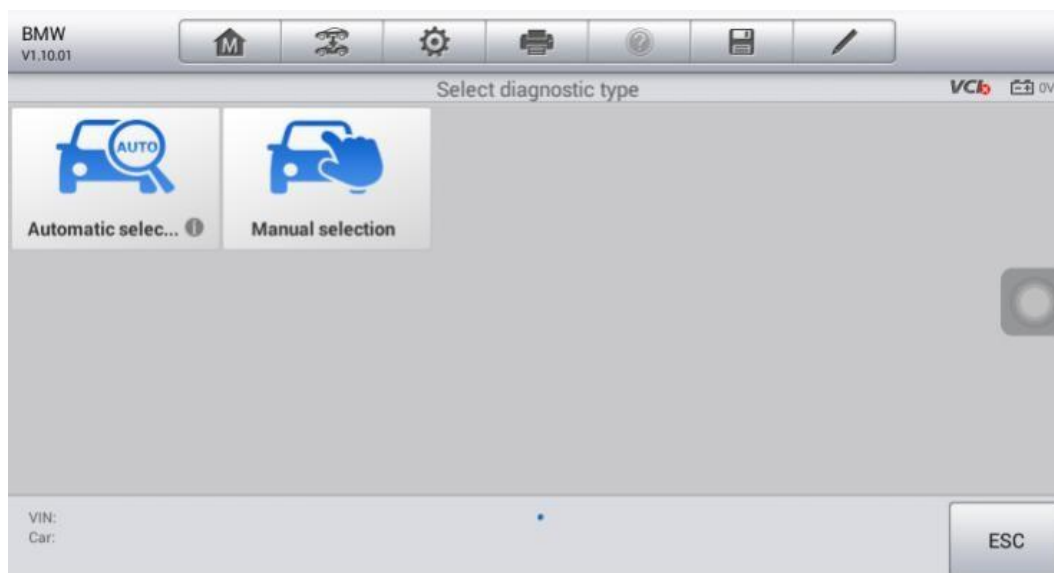 BMW
V1.10.01
M
Select diagnostic type
VCI
0V
AUTO
Automatic selec...
Manual selection
VIN:
Car:
ESC